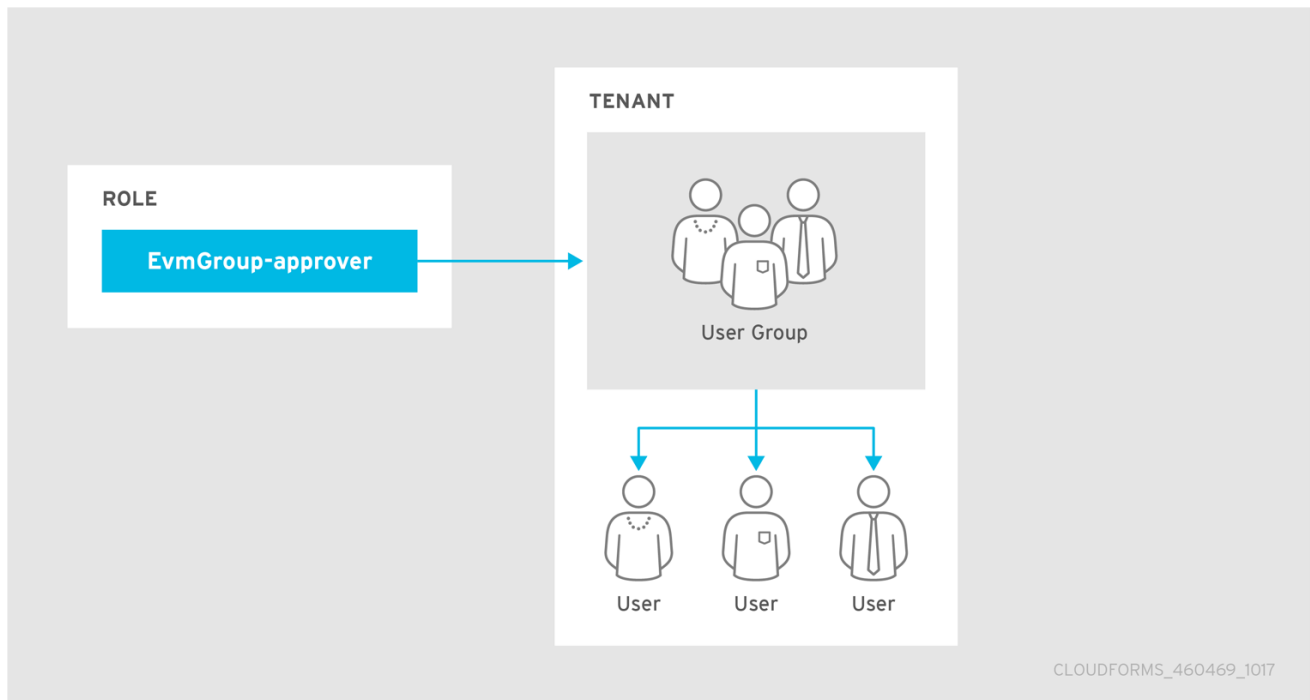 TENANT
ROLE
EvmGroup-approver
User Group
User User User
CLOUDFORMS_460469_1017